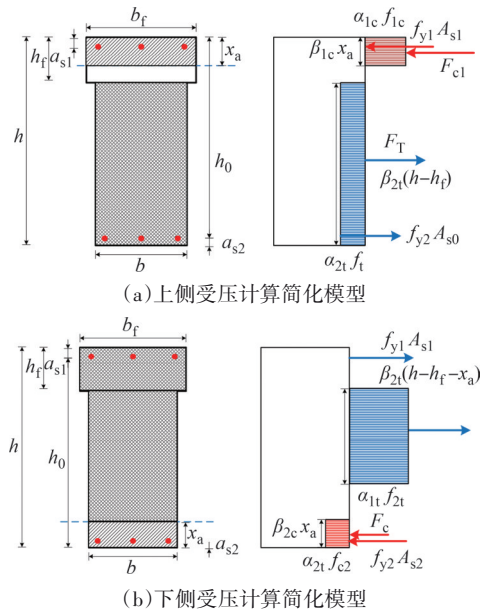 b_f
h_f
a_s1
x_a
h
h_0
a_s2
b
α_1c f_1c
β_1c x_a
f_y1 A_s1
F_c1
F_T
β_2t(h−h_f)
f_y2 A_s0
α_2t f_t
(a)上侧受压计算简化模型
b_f
h_f
a_s1
h
h_0
x_a
a_s2
b
f_y1 A_s1
β_2t(h−h_f−x_a)
α_1t f_2t
β_2c x_a
F_c
α_2t f_c2
f_y2 A_s2
(b)下侧受压计算简化模型